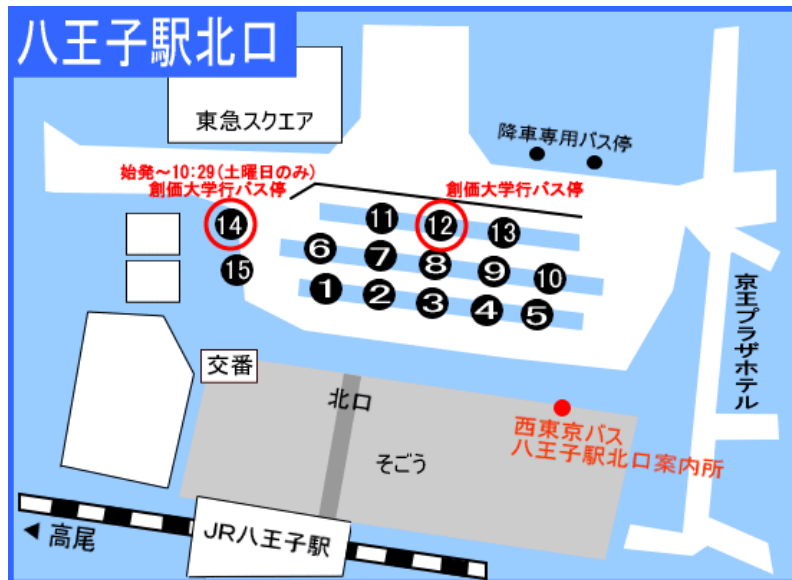 八王子駅北口
東急スクエア
降車専用バス停
始発～10:29(土曜日のみ)
創価大学行バス停
創価大学行バス停
14
11
12
13
15
6
7
8
9
10
1
2
3
4
5
京王プラザホテル
交番
北口
西東京バス
八王子駅北口案内所
そごう
JR八王子駅
◀高尾